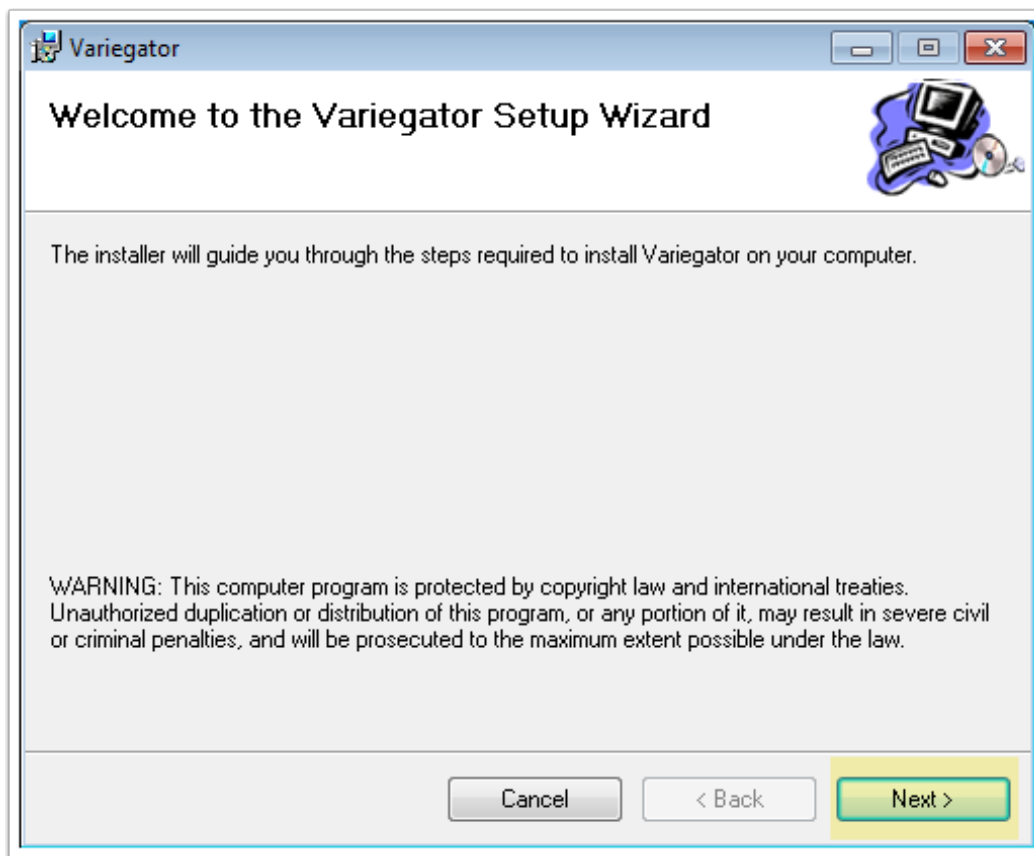 Variegator
Welcome to the Variegator Setup Wizard
The installer will guide you through the steps required to install Variegator on your computer.
WARNING: This computer program is protected by copyright law and international treaties.
Unauthorized duplication or distribution of this program, or any portion of it, may result in severe civil
or criminal penalties, and will be prosecuted to the maximum extent possible under the law.
Cancel
< Back
Next >